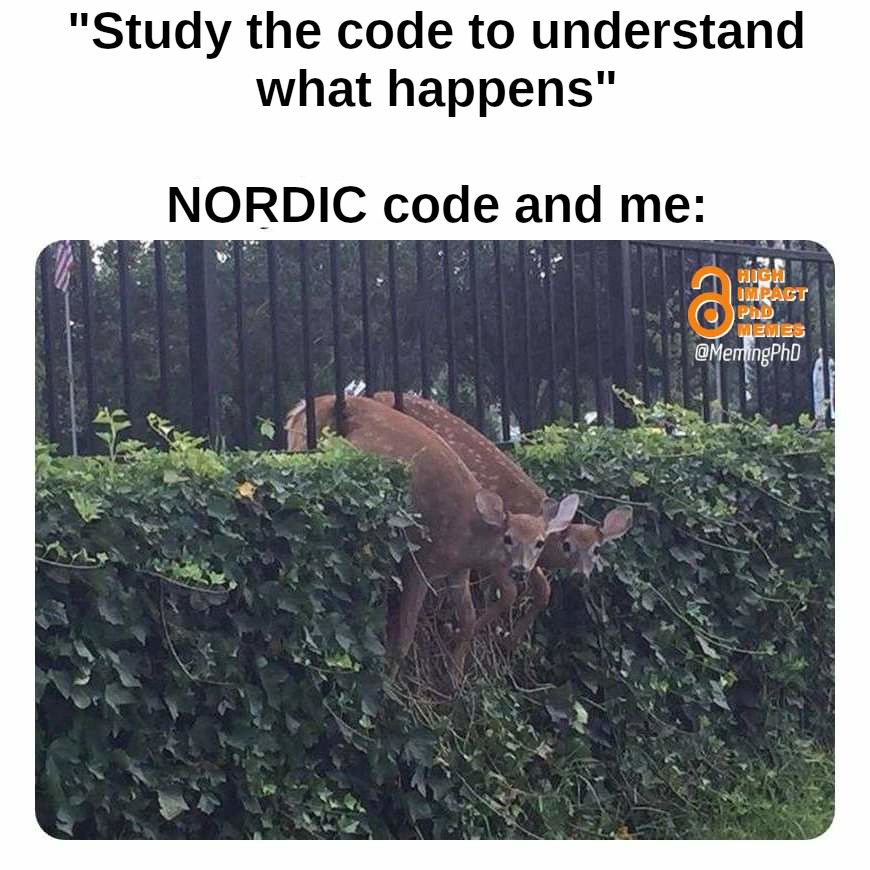 "Study the code to understand
what happens"
NORDIC code and me:
HIGH
IMPACT
PhD
MEMES
@MemingPhD